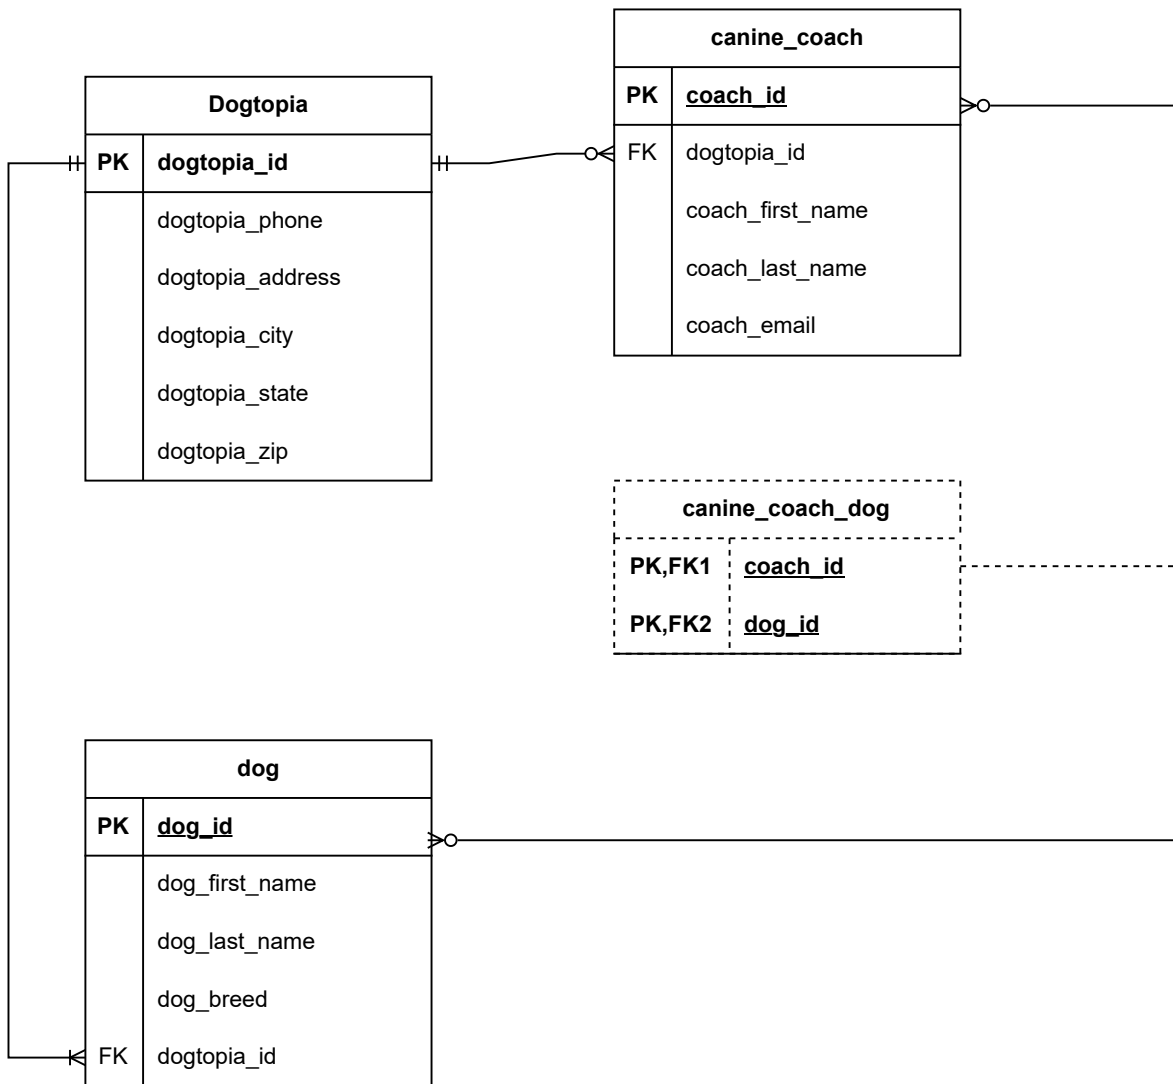 canine_coach
PK coach_id
FK dogtopia_id
coach_first_name
coach_last_name
coach_email
Dogtopia
PK dogtopia_id
dogtopia_phone
dogtopia_address
dogtopia_city
dogtopia_state
dogtopia_zip
canine_coach_dog
PK,FK1 coach_id
PK,FK2 dog_id
dog
PK dog_id
dog_first_name
dog_last_name
dog_breed
FK dogtopia_id